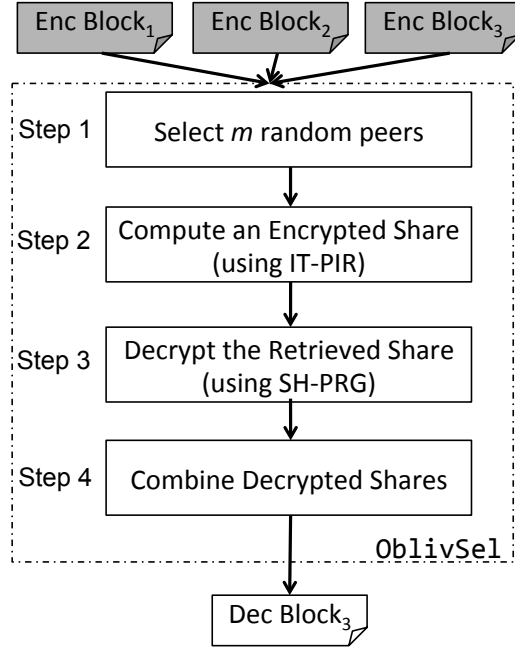 Enc Block₁ Enc Block₂ Enc Block₃
Step 1
Select m random peers
Step 2
Compute an Encrypted Share
(using IT-PIR)
Step 3
Decrypt the Retrieved Share
(using SH-PRG)
Step 4
Combine Decrypted Shares
OblivSel
Dec Block₃